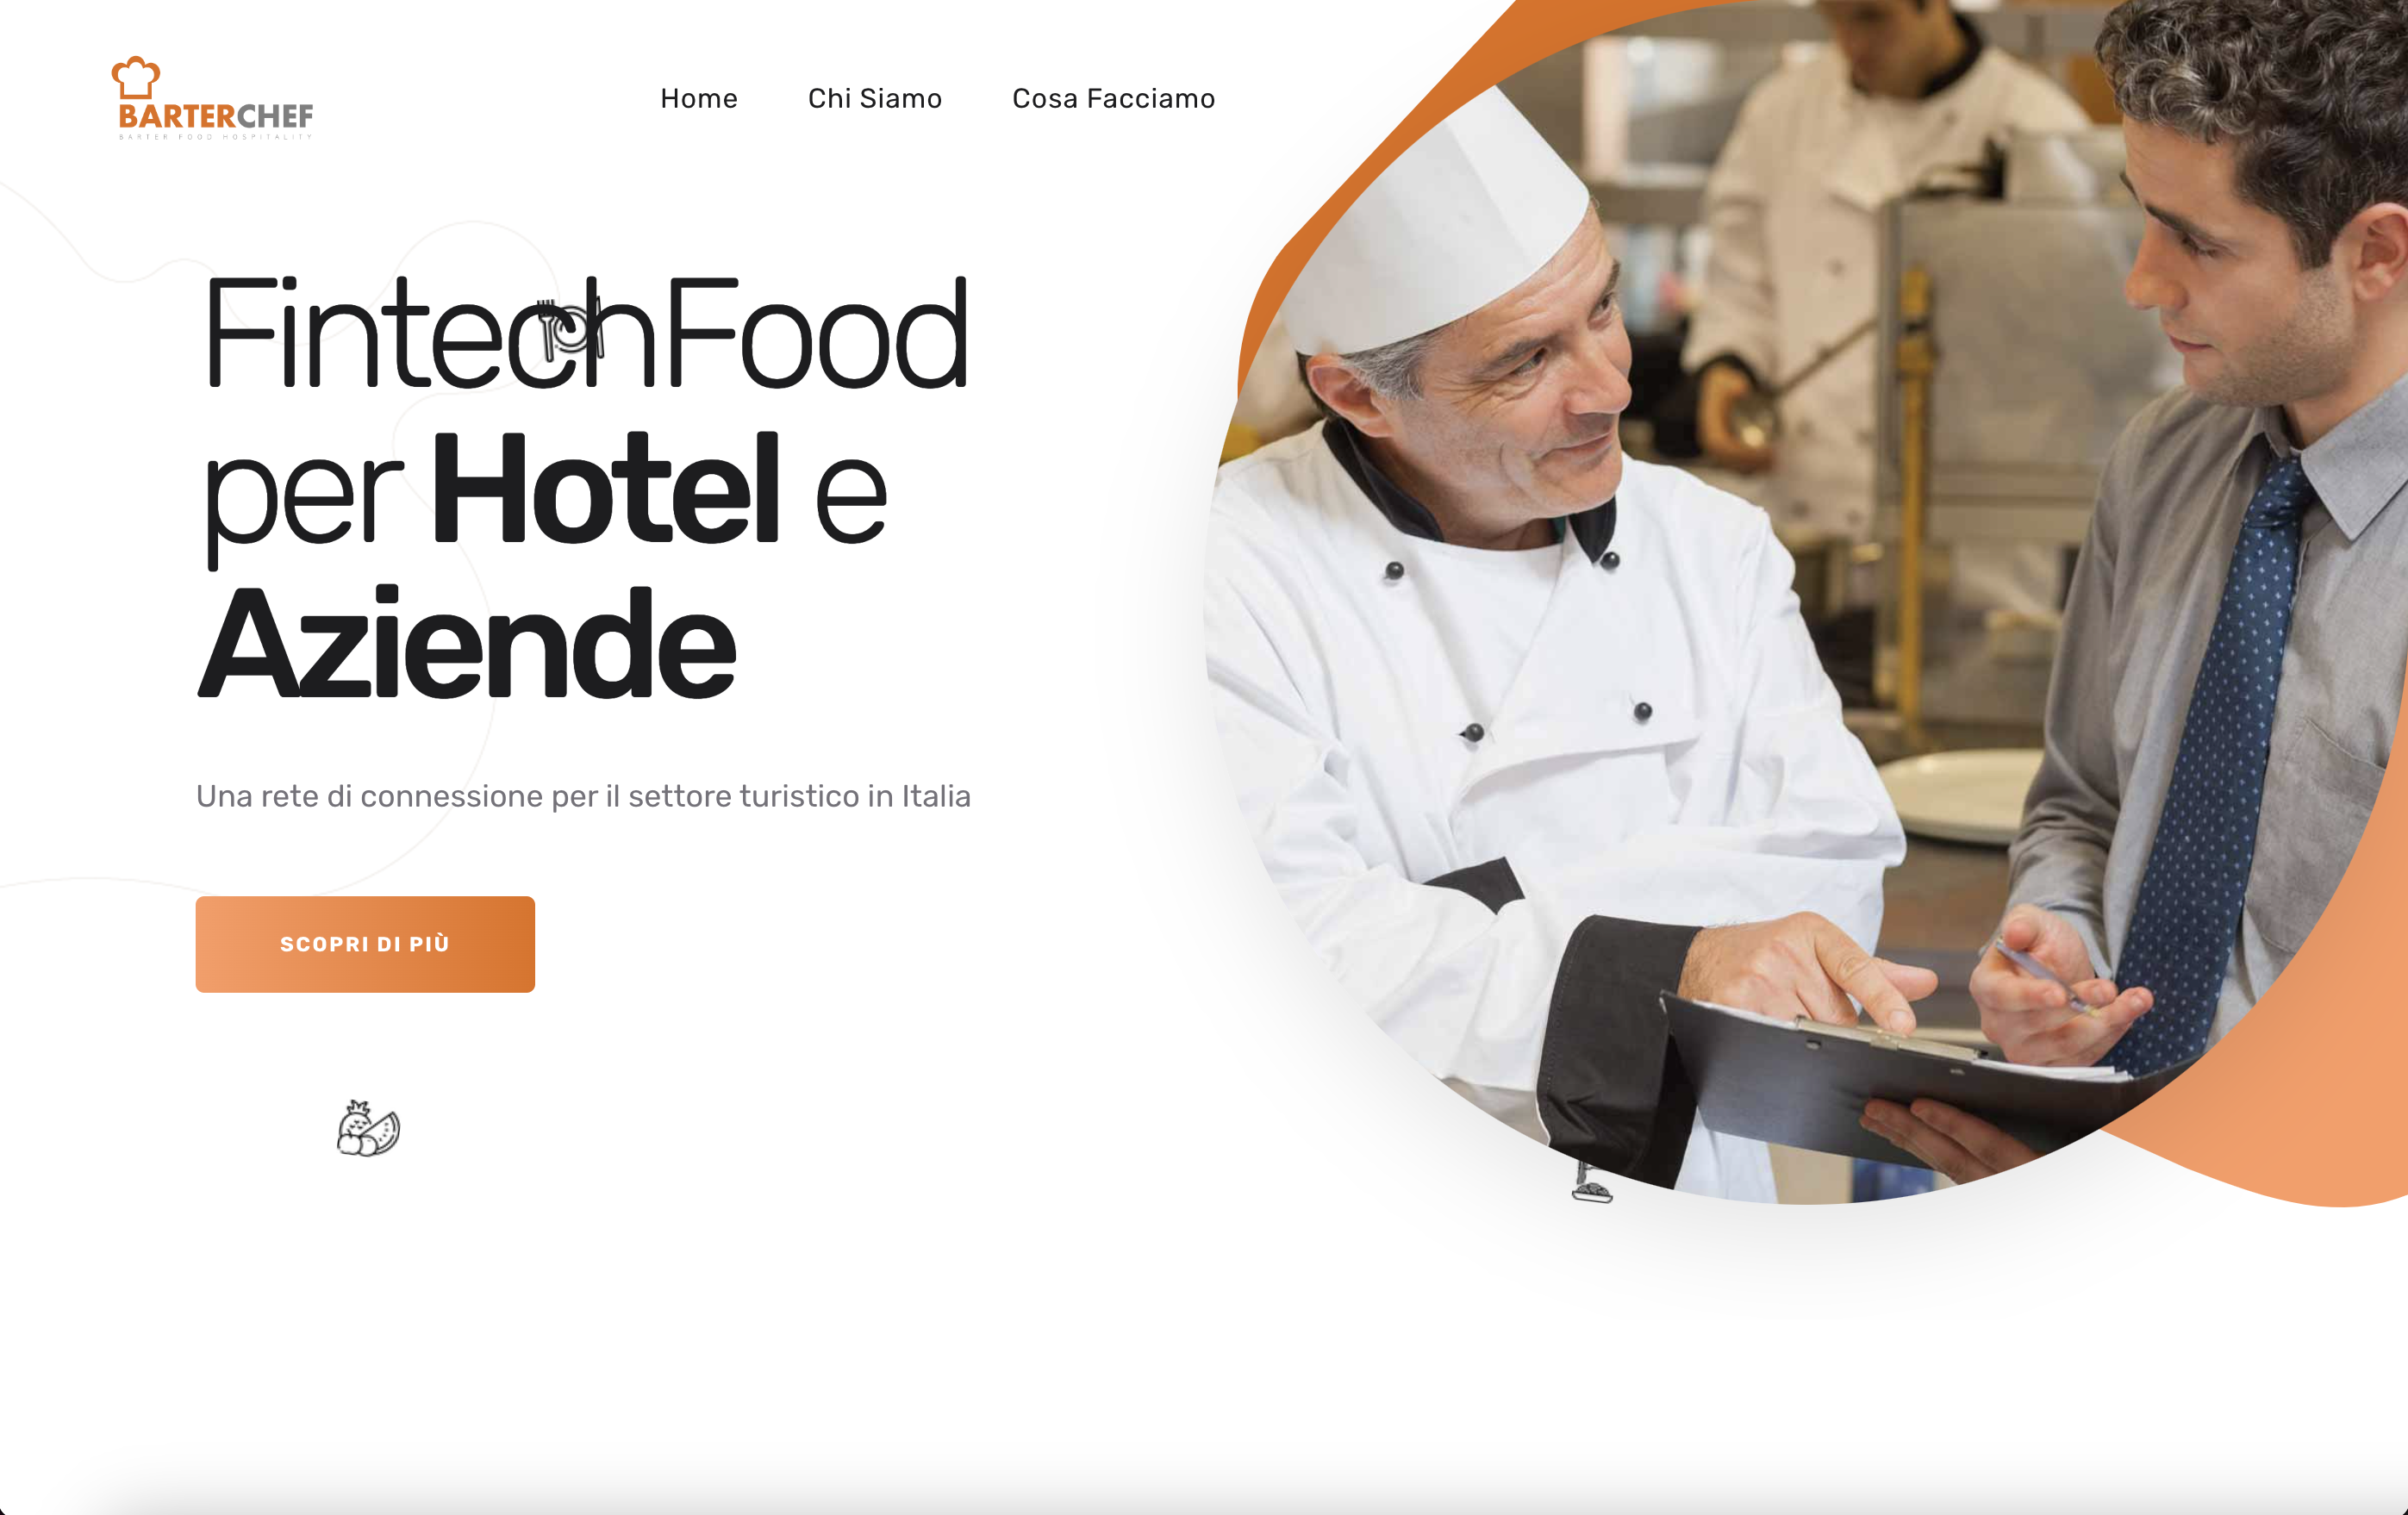 BARTERCHEF
BARTER FOOD HOSPITALITY
Home Chi Siamo Cosa Facciamo
FintechFood
per Hotel e
Aziende
Una rete di connessione per il settore turistico in Italia
SCOPRI DI PIÙ